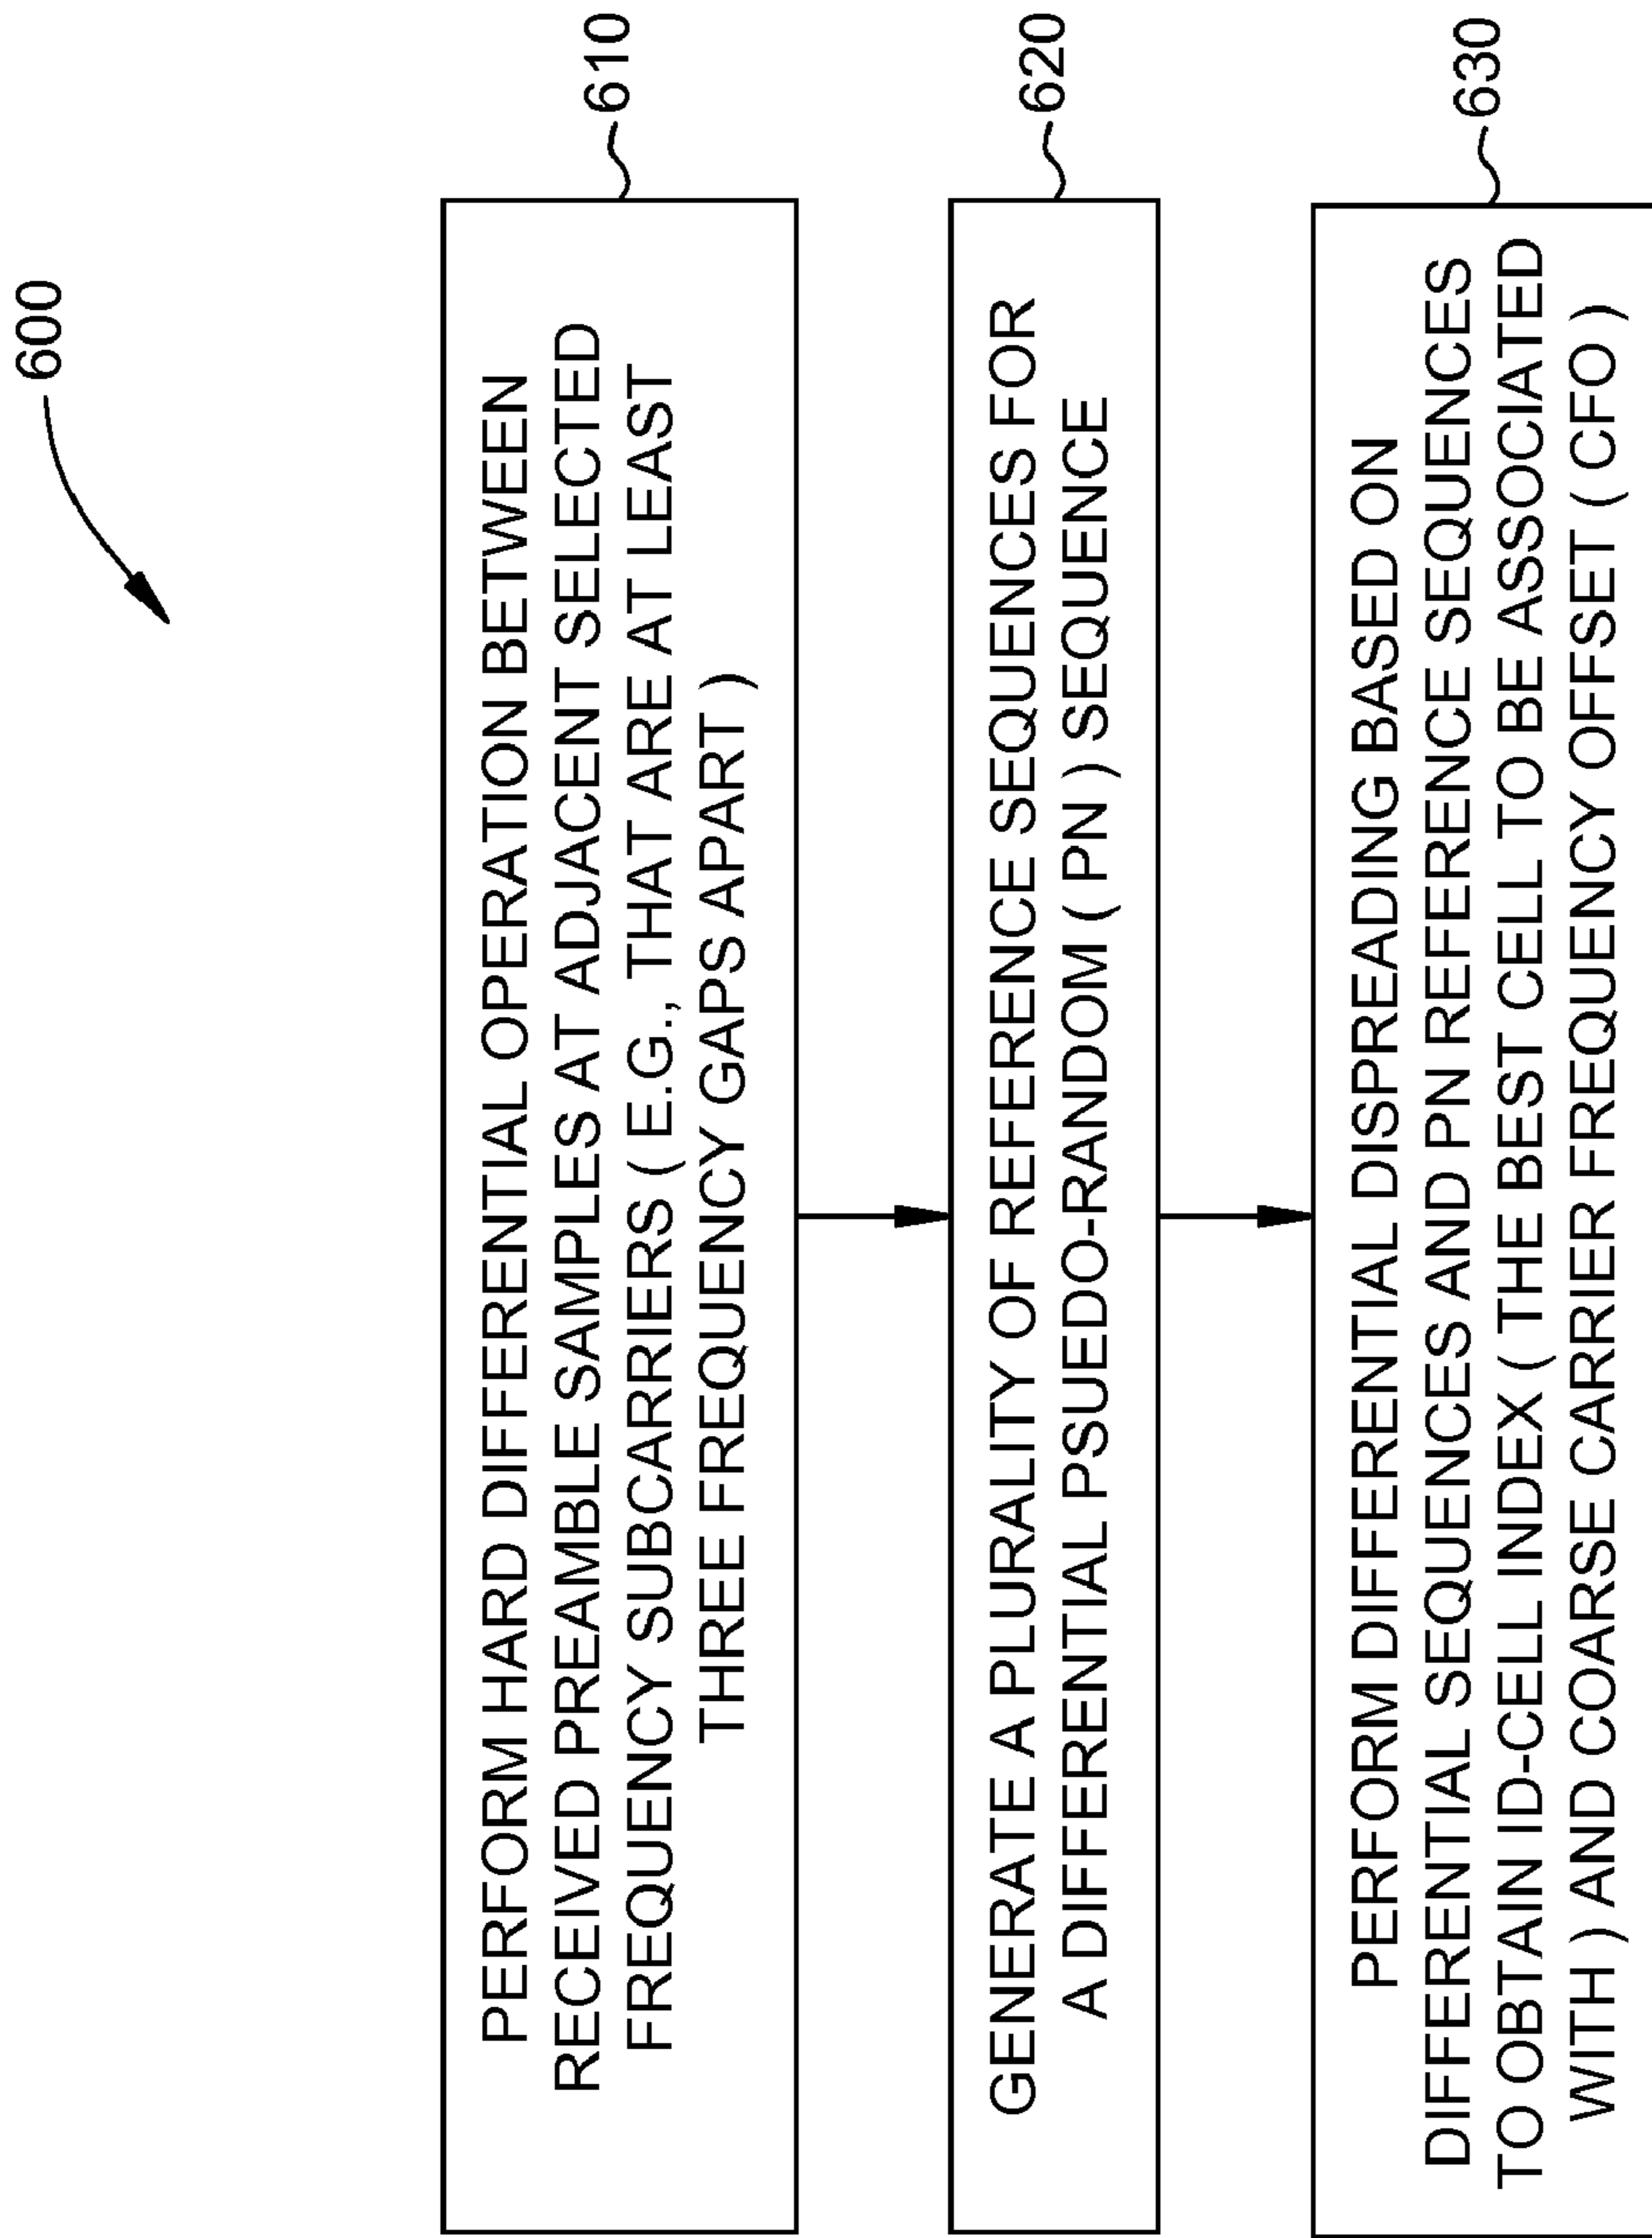 600
PERFORM HARD DIFFERENTIAL OPERATION BETWEEN
RECEIVED PREAMBLE SAMPLES AT ADJACENT SELECTED
FREQUENCY SUBCARRIERS ( E.G., THAT ARE AT LEAST
THREE FREQUENCY GAPS APART )
610
GENERATE A PLURALITY OF REFERENCE SEQUENCES FOR
A DIFFERENTIAL PSUEDO-RANDOM ( PN ) SEQUENCE
620
PERFORM DIFFERENTIAL DISPREADING BASED ON
DIFFERENTIAL SEQUENCES AND PN REFERENCE SEQUENCES
TO OBTAIN ID-CELL INDEX ( THE BEST CELL TO BE ASSOCIATED
WITH ) AND COARSE CARRIER FREQUENCY OFFSET ( CFO )
630